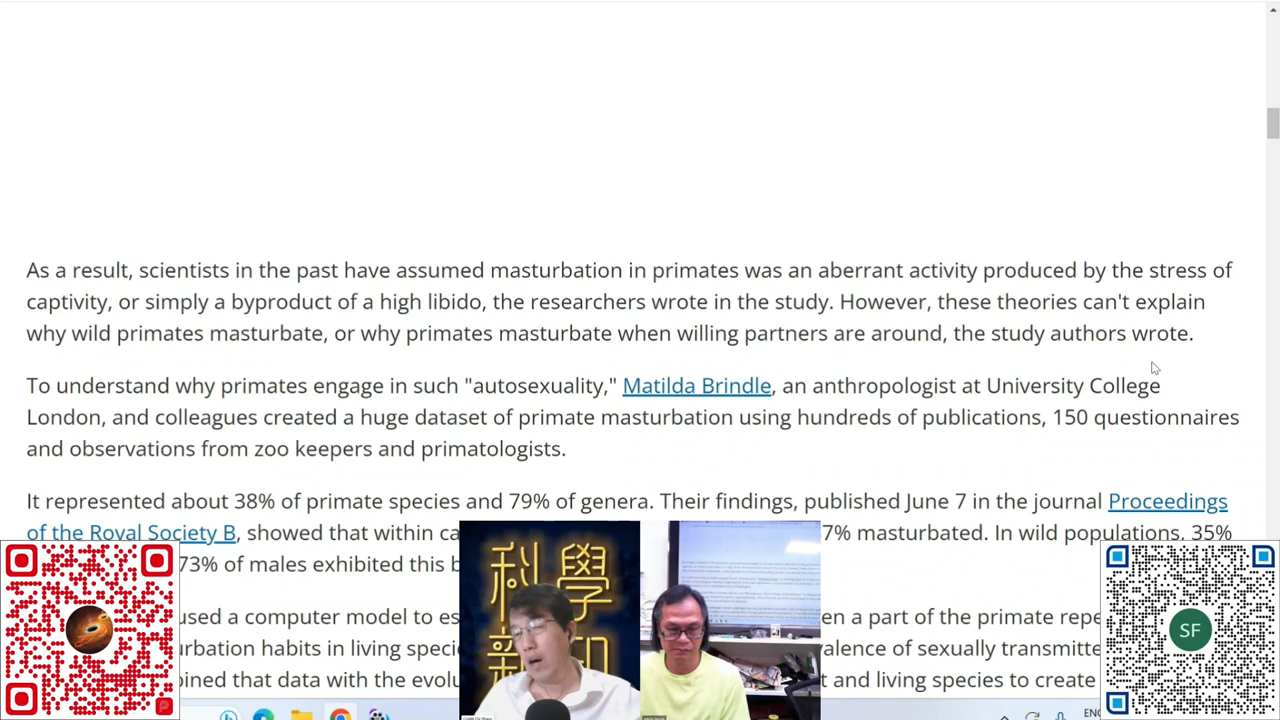 As a result, scientists in the past have assumed masturbation in primates was an aberrant activity produced by the stress of
captivity, or simply a byproduct of a high libido, the researchers wrote in the study. However, these theories can't explain
why wild primates masturbate, or why primates masturbate when willing partners are around, the study authors wrote.
To understand why primates engage in such "autosexuality," Matilda Brindle, an anthropologist at University College
London, and colleagues created a huge dataset of primate masturbation using hundreds of publications, 150 questionnaires
and observations from zoo keepers and primatologists.
It represented about 38% of primate species and 79% of genera. Their findings, published June 7 in the journal Proceedings
of the Royal Society B, showed that within ca 7% masturbated. In wild populations, 35%
73% of males exhibited this b
used a computer model to es en a part of the primate repe
urbation habits in living speci valence of sexually transmitte
ined that data with the evolu t and living species to create
科學
新知
SF
ENG